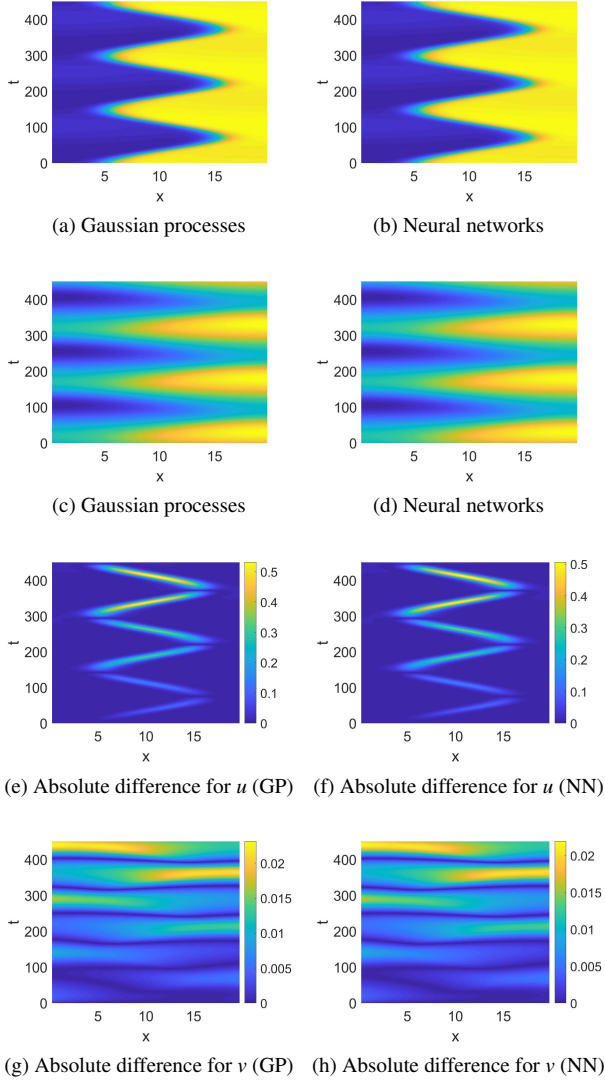 400
300
200
100
0
t
5 10 15
x
400
300
200
100
0
t
5 10 15
x
(a) Gaussian processes (b) Neural networks
400
300
200
100
0
t
5 10 15
x
400
300
200
100
0
t
5 10 15
x
(c) Gaussian processes (d) Neural networks
400
300
200
100
0
t
5 10 15
x
0.5
0.4
0.3
0.2
0.1
0
400
300
200
100
0
t
5 10 15
x
0.5
0.4
0.3
0.2
0.1
0
(e) Absolute difference for u (GP) (f) Absolute difference for u (NN)
400
300
200
100
0
t
5 10 15
x
0.02
0.015
0.01
0.005
0
400
300
200
100
0
t
5 10 15
x
0.02
0.015
0.01
0.005
0
(g) Absolute difference for v (GP) (h) Absolute difference for v (NN)